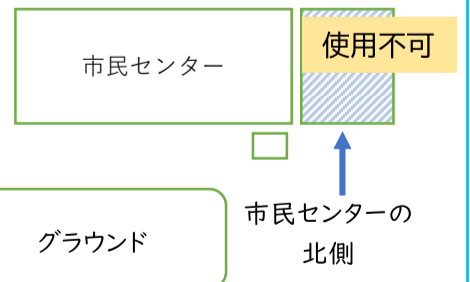 市民センター
使用不可
市民センターの
北側
グラウンド